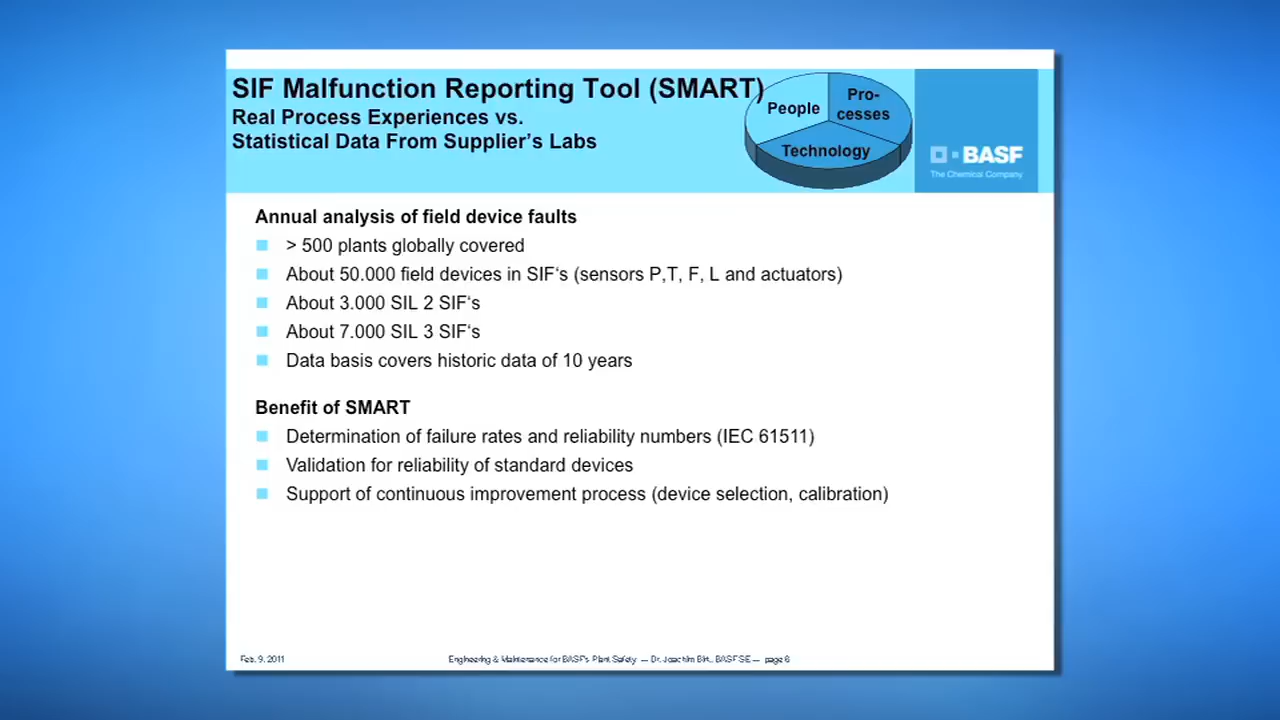 SIF Malfunction Reporting Tool (SMART)
Real Process Experiences vs.
Statistical Data From Supplier's Labs
People
Pro-
cesses
Technology
BASF
The Chemical Company
Annual analysis of field device faults
> 500 plants globally covered
About 50.000 field devices in SIF‘s (sensors P,T, F, L and actuators)
About 3.000 SIL 2 SIF‘s
About 7.000 SIL 3 SIF‘s
Data basis covers historic data of 10 years
Benefit of SMART
Determination of failure rates and reliability numbers (IEC 61511)
Validation for reliability of standard devices
Support of continuous improvement process (device selection, calibration)
Feb. 9, 2011
Engineering & Maintenance for BASF's Plant Safety — Dr. Joachim BASF SE — page 6